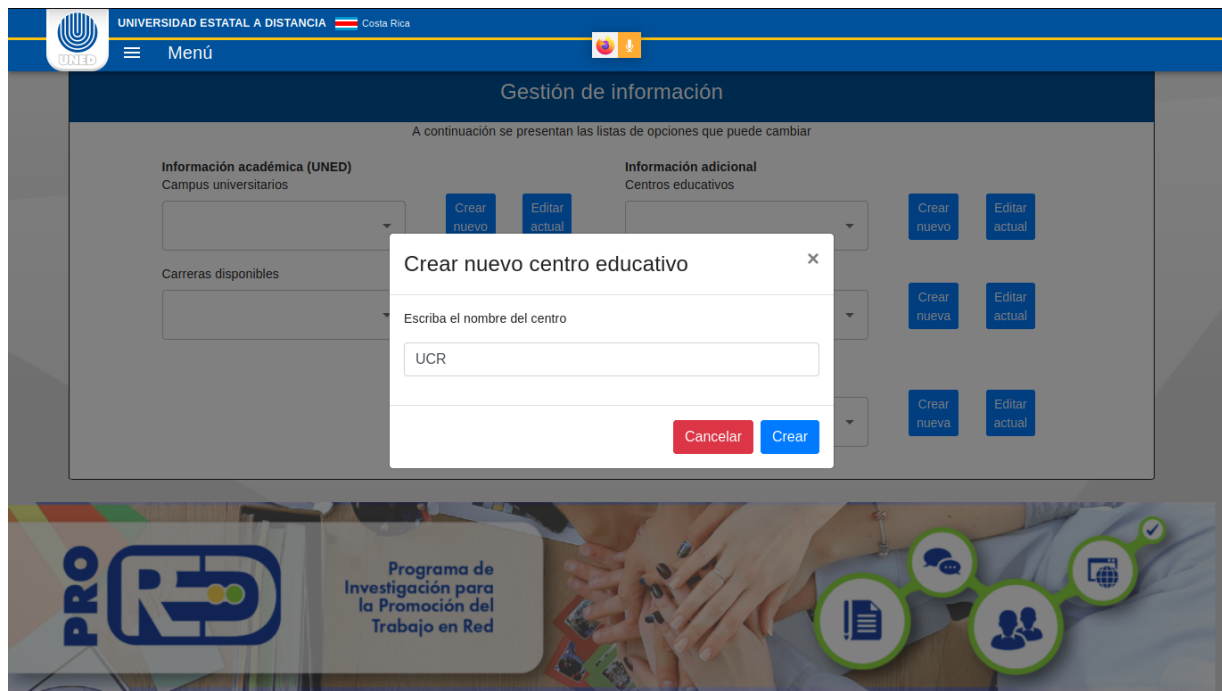 UNIVERSIDAD ESTATAL A DISTANCIA Costa Rica
UNED
Menú
Gestión de información
A continuación se presentan las listas de opciones que puede cambiar
Información académica (UNED)
Campus universitarios
Crear nuevo
Editar actual
Información adicional
Centros educativos
Crear nuevo
Editar actual
Carreras disponibles
Crear nueva
Editar actual
Crear nueva
Editar actual
Crear nuevo centro educativo
×
Escriba el nombre del centro
UCR
Cancelar
Crear
PRO
RED
Programa de
Investigación para
la Promoción del
Trabajo en Red